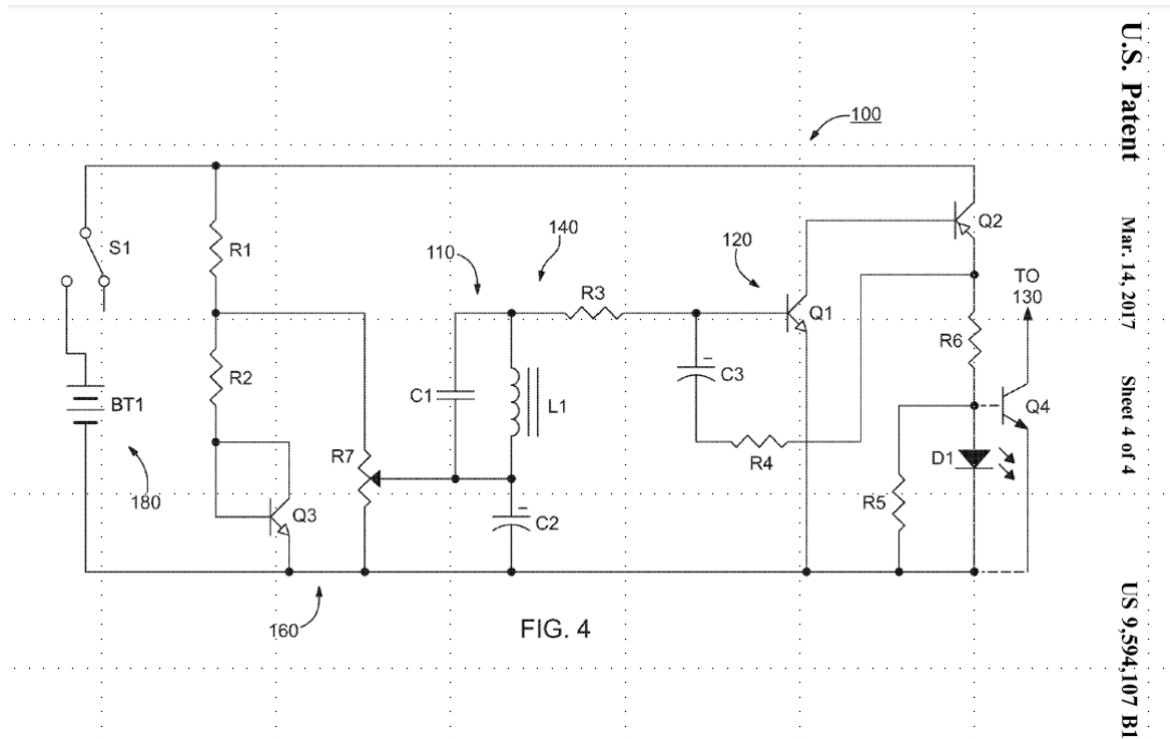 U.S. Patent Mar. 14, 2017 Sheet 4 of 4 US 9,594,107 B1
100
S1
R1
Q2
140
110
120
TO
130
R3
Q1
R6
R2
C3
BT1
C1
L1
Q4
R7
R4
D1
180
Q3
C2
R5
160
FIG. 4